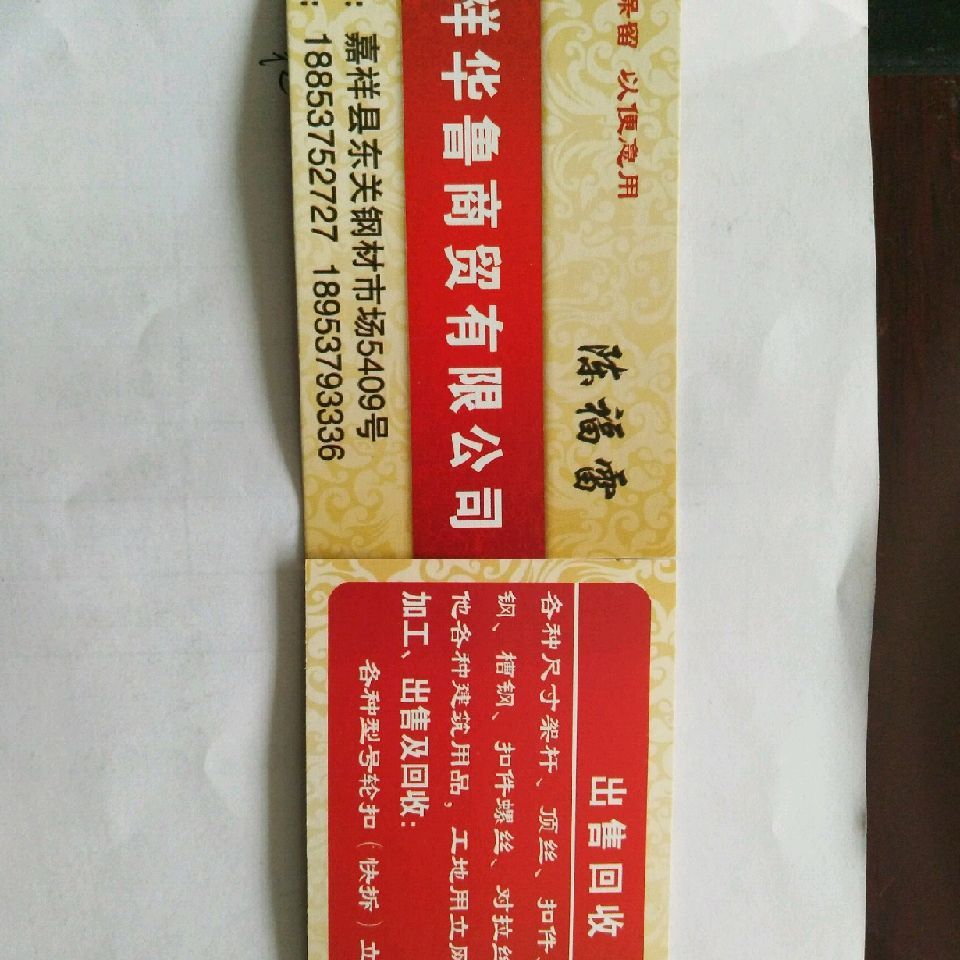 保留 以便急用
陈福雷
祥华鲁商贸有限公司
：嘉祥县东关钢材市场5409号
：18853752727 18953793336
出售回收
各种尺寸架杆、顶丝、扣件、
钢、槽钢、扣件螺丝、对拉丝
他各种建筑用品，工地用立网
加工、出售及回收：
各种型号轮扣（快拆）立